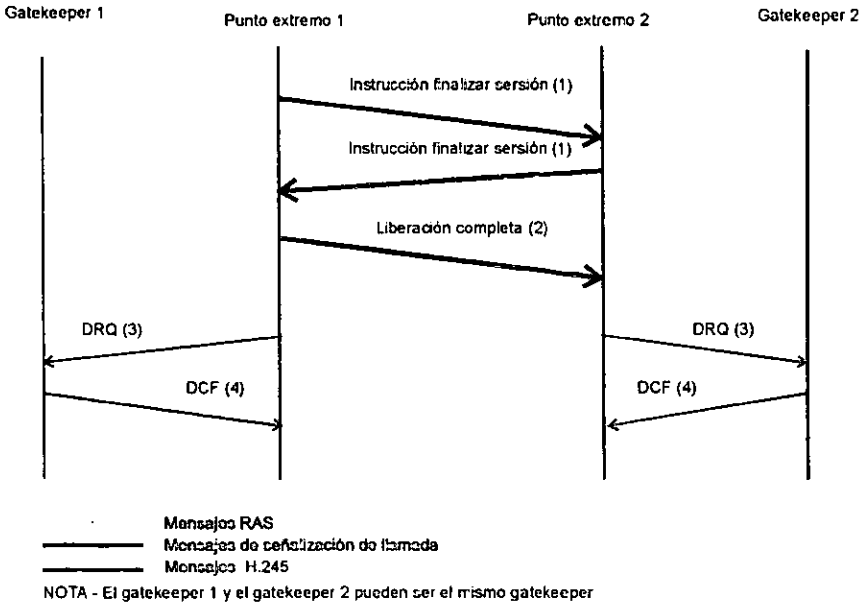 Gatekeeper 1
Punto extremo 1
Punto extremo 2
Gatekeeper 2
Instrucción finalizar sersión (1)
Instrucción finalizar sersión (1)
Liberación completa (2)
DRQ (3)
DRQ (3)
DCF (4)
DCF (4)
Mensajes RAS
Mensajes de señalización de llamada
Mensajes H.245
NOTA - El gatekeeper 1 y el gatekeeper 2 pueden ser el mismo gatekeeper